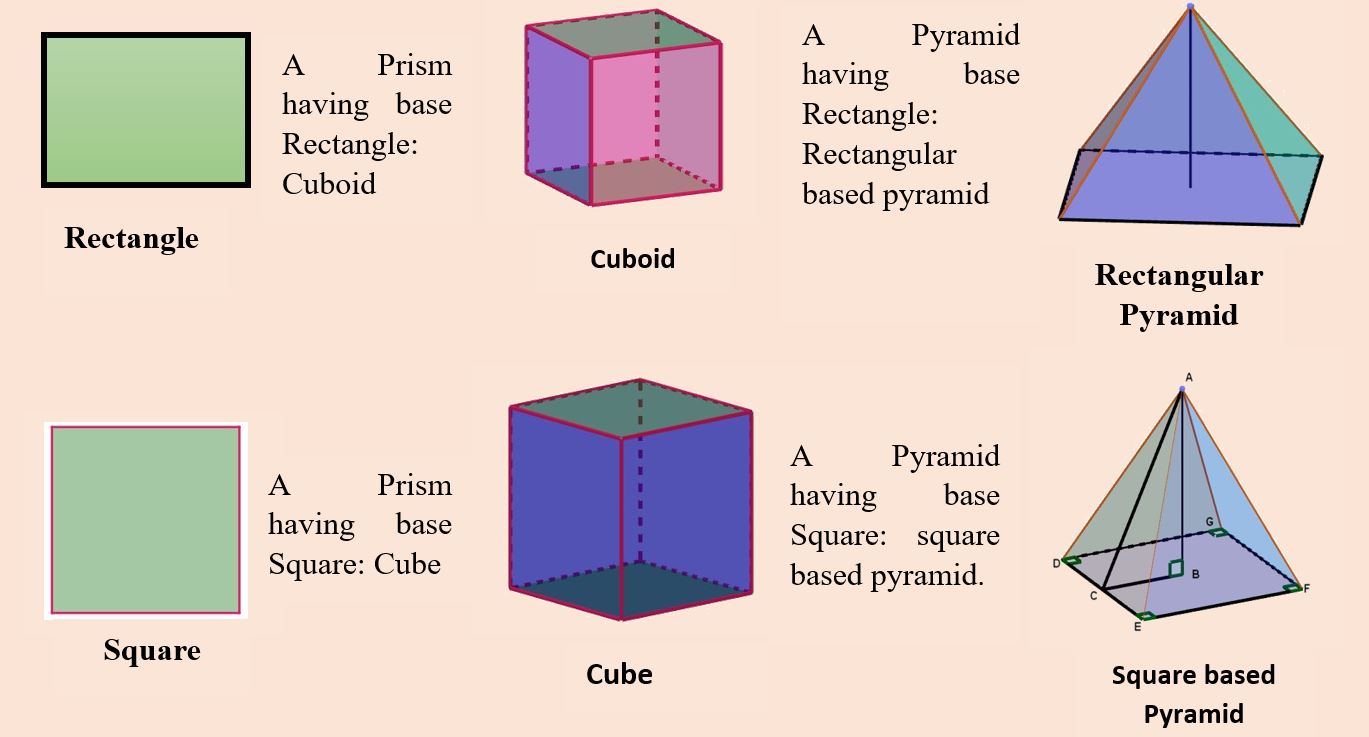 A Prism
having base
Rectangle:
Cuboid
Rectangle
Cuboid
A Pyramid
having base
Rectangle:
Rectangular
based pyramid
Rectangular
Pyramid
A Prism
having base
Square: Cube
Square
Cube
A Pyramid
having base
Square: square
based pyramid.
A
G
D
B
C
F
E
Square based
Pyramid